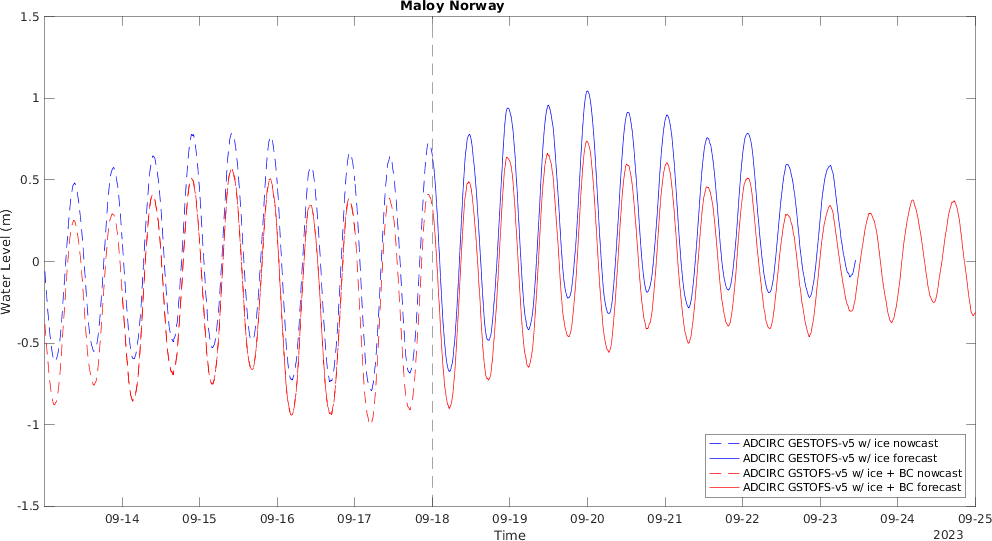 Maloy Norway
1.5
1
0.5
0
-0.5
-1
-1.5
Water Level (m)
09-14 09-15 09-16 09-17 09-18 09-19 09-20 09-21 09-22 09-23 09-24 09-25
Time
2023
ADCIRC GESTOFS-v5 w/ ice nowcast
ADCIRC GESTOFS-v5 w/ ice forecast
ADCIRC GSTOFS-v5 w/ ice + BC nowcast
ADCIRC GSTOFS-v5 w/ ice + BC forecast